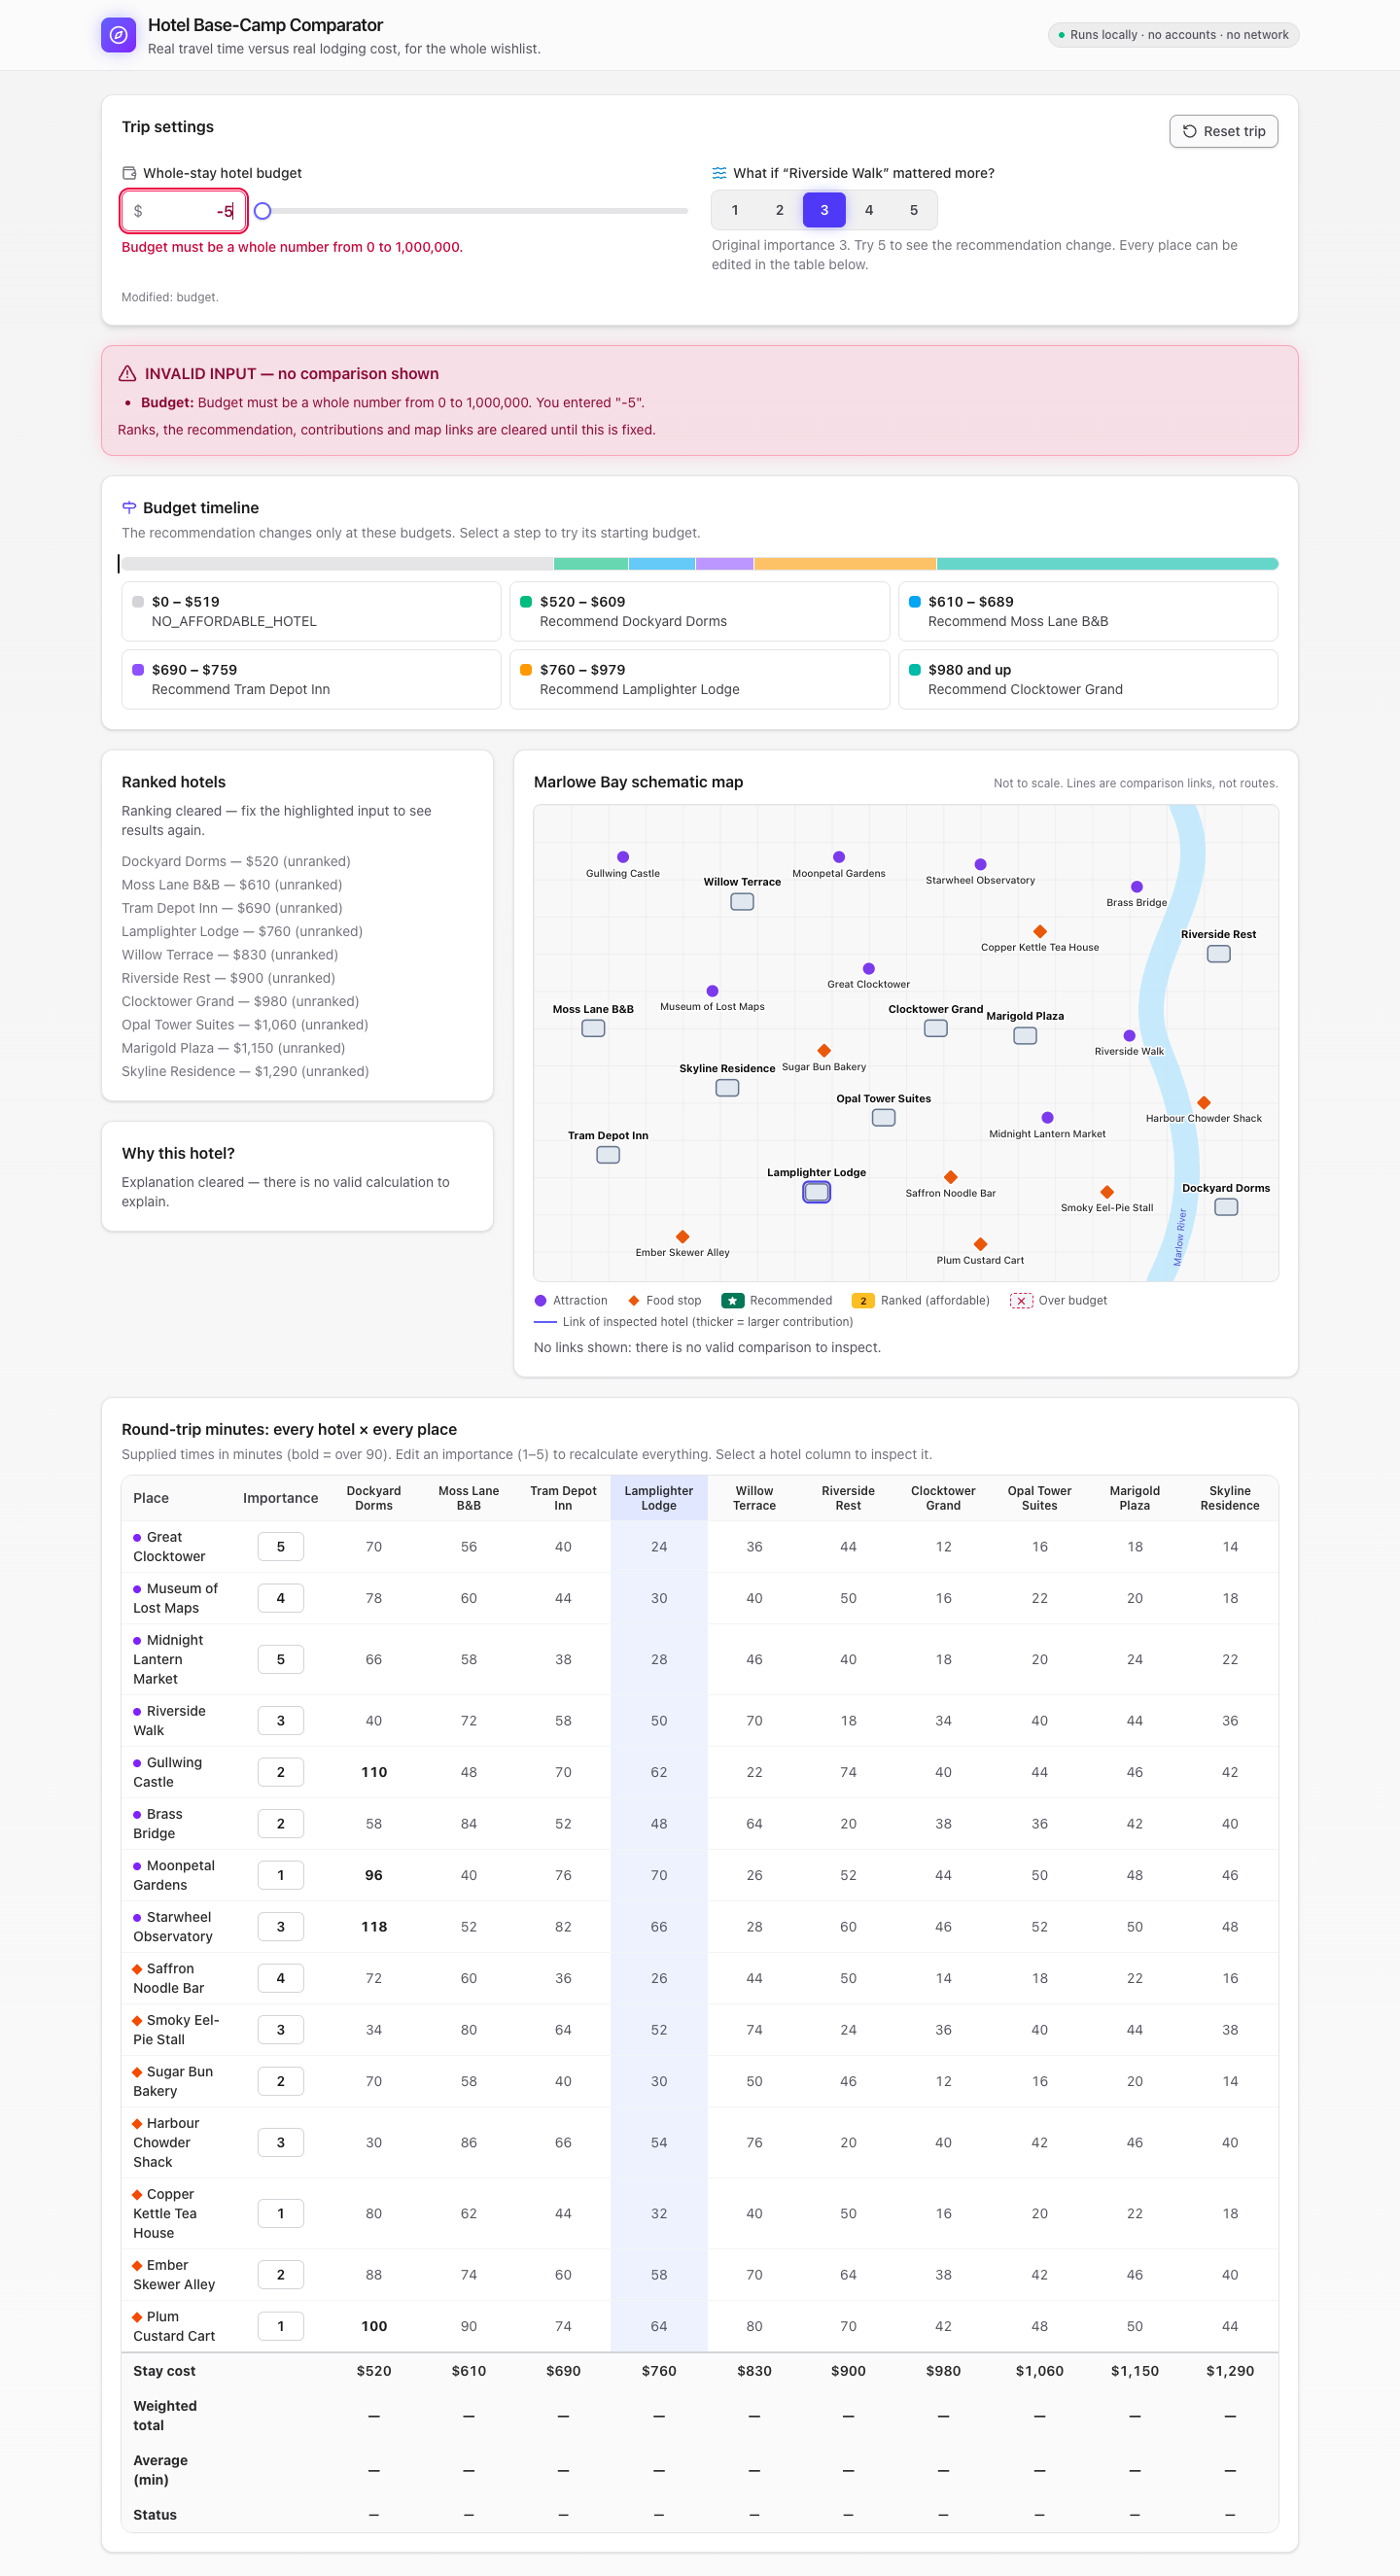 Hotel Base-Camp Comparator
Real travel time versus real lodging cost, for the whole wishlist.
Runs locally · no accounts · no network
Trip settings
Reset trip
Whole-stay hotel budget
$ -5
Budget must be a whole number from 0 to 1,000,000.
What if “Riverside Walk” mattered more?
1 2 3 4 5
Original importance 3. Try 5 to see the recommendation change. Every place can be
edited in the table below.
Modified: budget.
INVALID INPUT — no comparison shown
• Budget: Budget must be a whole number from 0 to 1,000,000. You entered "-5".
Ranks, the recommendation, contributions and map links are cleared until this is fixed.
Budget timeline
The recommendation changes only at these budgets. Select a step to try its starting budget.
$0 – $519
NO_AFFORDABLE_HOTEL
$520 – $609
Recommend Dockyard Dorms
$610 – $689
Recommend Moss Lane B&B
$690 – $759
Recommend Tram Depot Inn
$760 – $979
Recommend Lamplighter Lodge
$980 and up
Recommend Clocktower Grand
Ranked hotels
Ranking cleared — fix the highlighted input to see
results again.
Dockyard Dorms — $520 (unranked)
Moss Lane B&B — $610 (unranked)
Tram Depot Inn — $690 (unranked)
Lamplighter Lodge — $760 (unranked)
Willow Terrace — $830 (unranked)
Riverside Rest — $900 (unranked)
Clocktower Grand — $980 (unranked)
Opal Tower Suites — $1,060 (unranked)
Marigold Plaza — $1,150 (unranked)
Skyline Residence — $1,290 (unranked)
Why this hotel?
Explanation cleared — there is no valid calculation to
explain.
Marlowe Bay schematic map
Not to scale. Lines are comparison links, not routes.
Gullwing Castle
Willow Terrace
Moonpetal Gardens
Starwheel Observatory
Brass Bridge
Riverside Rest
Copper Kettle Tea House
Great Clocktower
Museum of Lost Maps
Moss Lane B&B
Clocktower Grand
Marigold Plaza
Riverside Walk
Sugar Bun Bakery
Skyline Residence
Opal Tower Suites
Harbour Chowder Shack
Midnight Lantern Market
Tram Depot Inn
Lamplighter Lodge
Saffron Noodle Bar
Smoky Eel-Pie Stall
Dockyard Dorms
Marlow River
Ember Skewer Alley
Plum Custard Cart
Attraction
Food stop
Recommended
2 Ranked (affordable)
Over budget
Link of inspected hotel (thicker = larger contribution)
No links shown: there is no valid comparison to inspect.
Round-trip minutes: every hotel × every place
Supplied times in minutes (bold = over 90). Edit an importance (1–5) to recalculate everything. Select a hotel column to inspect it.
Place Importance Dockyard Dorms Moss Lane B&B Tram Depot Inn Lamplighter Lodge Willow Terrace Riverside Rest Clocktower Grand Opal Tower Suites Marigold Plaza Skyline Residence
Great Clocktower 5 70 56 40 24 36 44 12 16 18 14
Museum of Lost Maps 4 78 60 44 30 40 50 16 22 20 18
Midnight Lantern Market 5 66 58 38 28 46 40 18 20 24 22
Riverside Walk 3 40 72 58 50 70 18 34 40 44 36
Gullwing Castle 2 110 48 70 62 22 74 40 44 46 42
Brass Bridge 2 58 84 52 48 64 20 38 36 42 40
Moonpetal Gardens 1 96 40 76 70 26 52 44 50 48 46
Starwheel Observatory 3 118 52 82 66 28 60 46 52 50 48
Saffron Noodle Bar 4 72 60 36 26 44 50 14 18 22 16
Smoky Eel-Pie Stall 3 34 80 64 52 74 24 36 40 44 38
Sugar Bun Bakery 2 70 58 40 30 50 46 12 16 20 14
Harbour Chowder Shack 3 30 86 66 54 76 20 40 42 46 40
Copper Kettle Tea House 1 80 62 44 32 40 50 16 20 22 18
Ember Skewer Alley 2 88 74 60 58 70 64 38 42 46 40
Plum Custard Cart 1 100 90 74 64 80 70 42 48 50 44
Stay cost $520 $610 $690 $760 $830 $900 $980 $1,060 $1,150 $1,290
Weighted total — — — — — — — — — —
Average (min) — — — — — — — — — —
Status — — — — — — — — — —